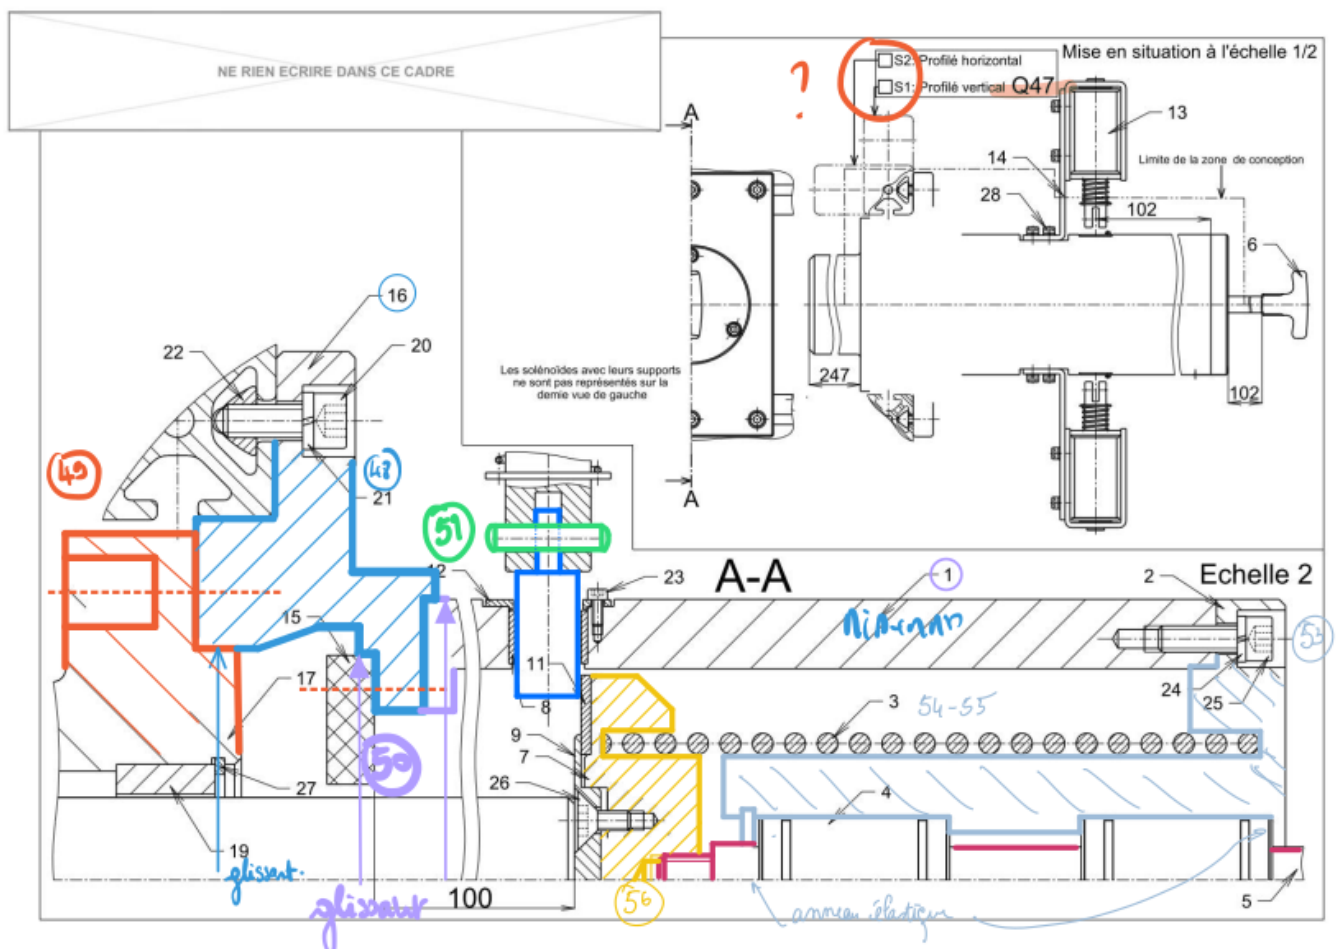 NE RIEN ECRIRE DANS CE CADRE
S2: Profilé horizontal
S1: Profilé vertical Q47
?
Mise en situation à l'échelle 1/2
A
13
14
Limite de la zone de conception
28
102
6
16
22
20
Les solénoïdes avec leurs supports
ne sont pas représentés sur la
demie vue de gauche
247
102
49
48
21
A
51
12
23
A-A
1
2
Echelle 2
15
53
11
17
8
24
25
3
54-55
50
9
7
27
26
4
19
glissant.
glissant
100
56
anneau élastique
5